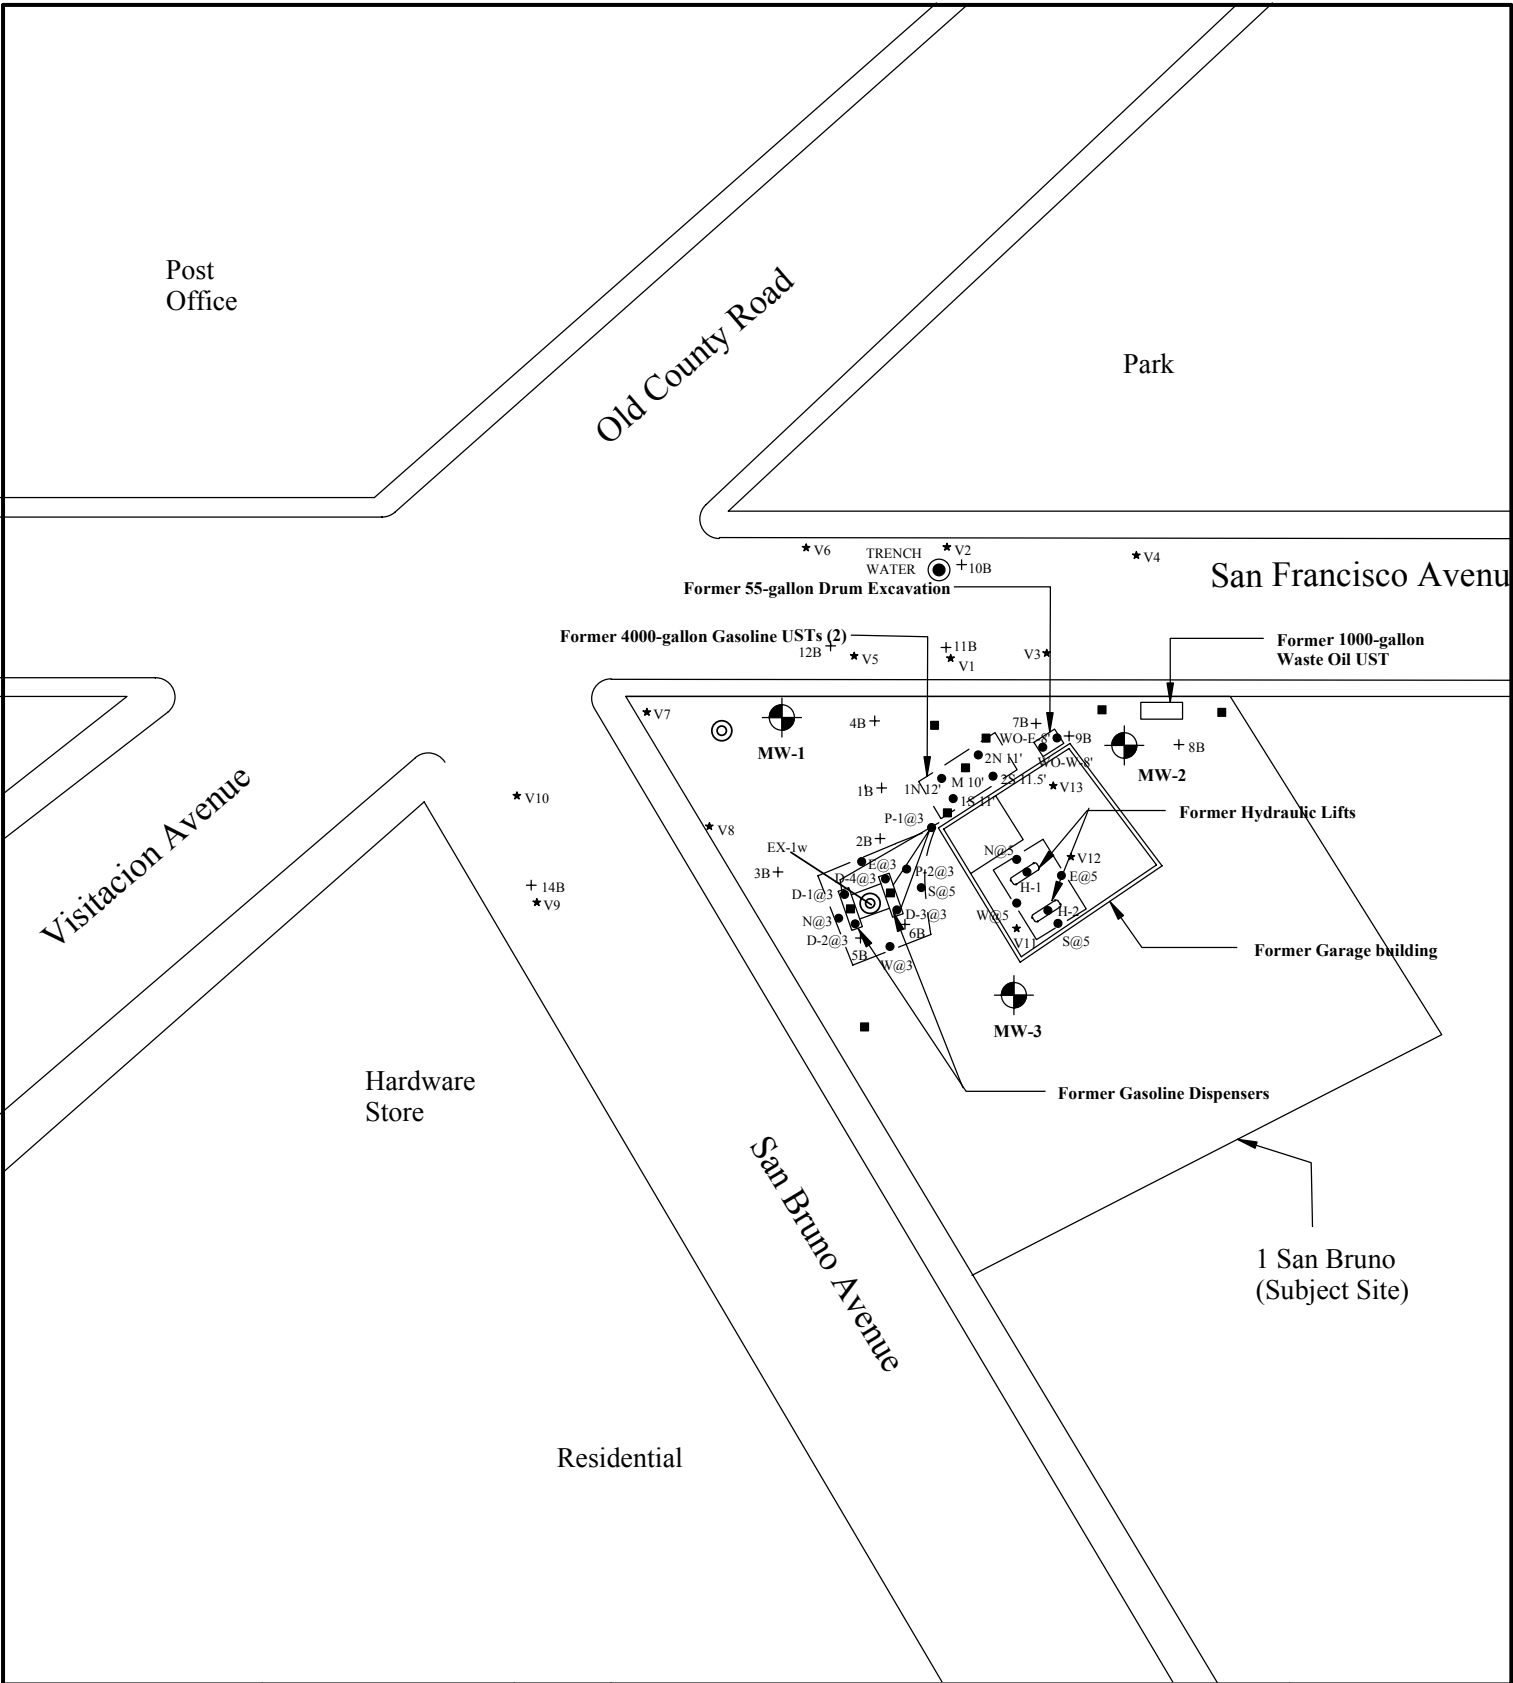 Post
Office
Old County Road
Park
V6
TRENCH
WATER
V2
10B
V4
San Francisco Avenu
Former 55-gallon Drum Excavation
Former 4000-gallon Gasoline USTs (2)
12B
V5
11B
V1
V3
Former 1000-gallon
Waste Oil UST
V7
MW-1
4B
7B
WO-E-8'
9B
WO-W-8'
8B
MW-2
2N 11'
M 10'
2S 11.5'
1N 12'
1S 11'
1B
V13
V10
V8
P-1@3
Former Hydraulic Lifts
Visitacion Avenue
EX-1w
2B
3B
E@3
D-4@3
P-2@3
S@5
D-1@3
D-3@3
N@3
D-2@3
5B
6B
W@3
N@5
V12
E@5
H-1
H-2
W@5
V11
S@5
14B
V9
Former Garage building
MW-3
Hardware
Store
Former Gasoline Dispensers
San Bruno Avenue
1 San Bruno
(Subject Site)
Residential